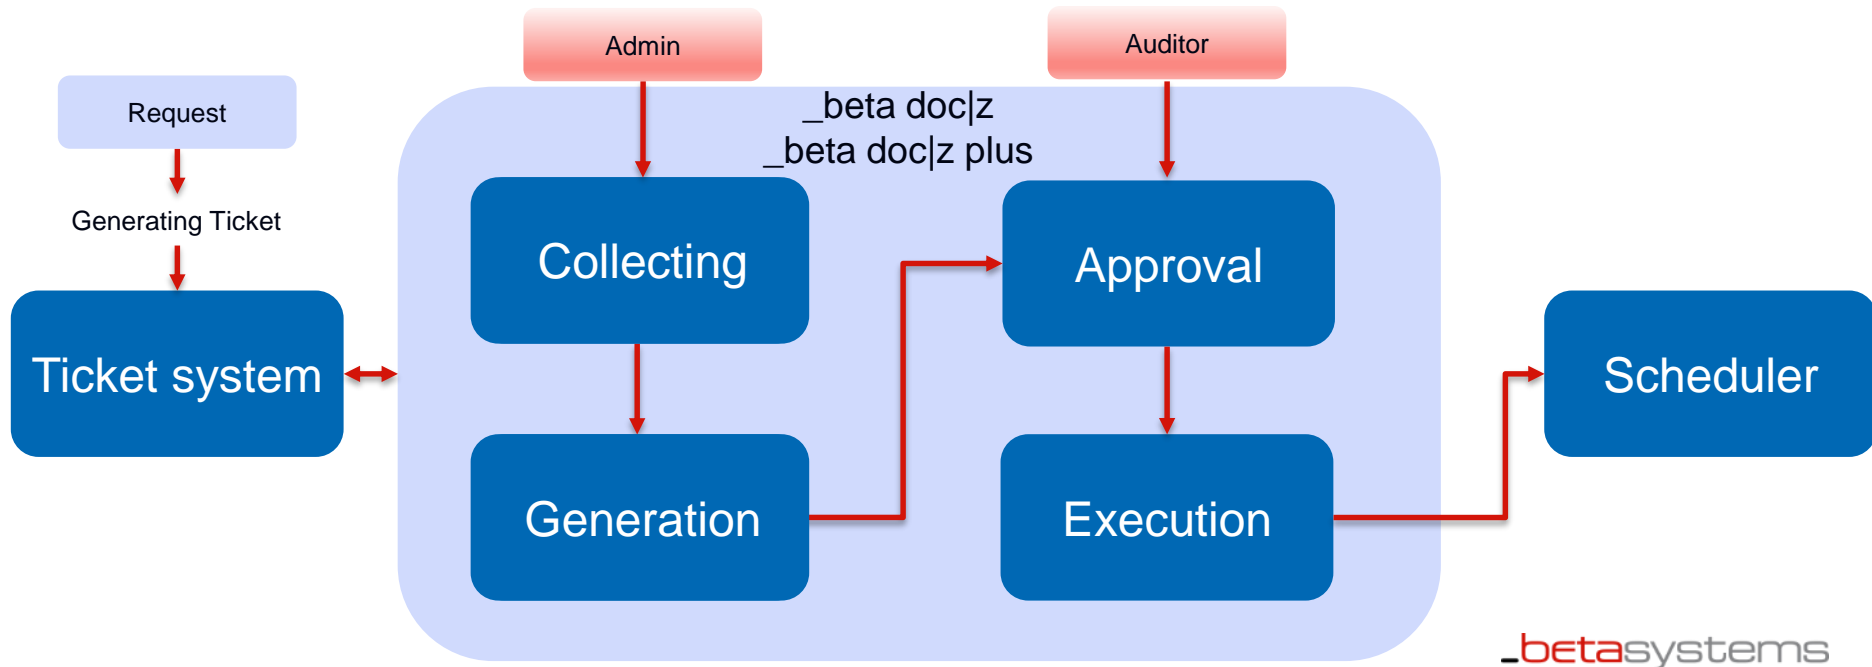 Admin
Auditor
Request
_beta doc|z
_beta doc|z plus
Generating Ticket
Collecting
Approval
Ticket system
Scheduler
Generation
Execution
_betasystems